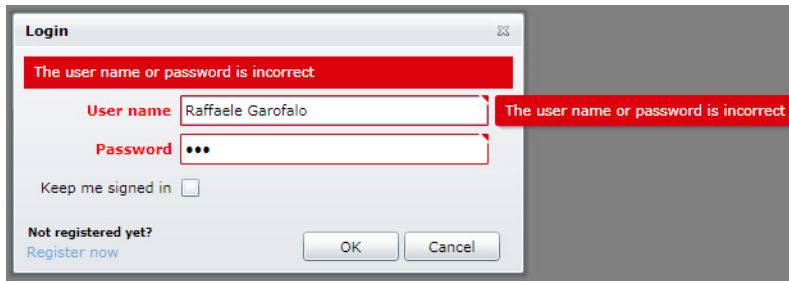 Login
The user name or password is incorrect
User name Raffaele Garofalo The user name or password is incorrect
Password •••
Keep me signed in
Not registered yet?
Register now OK Cancel